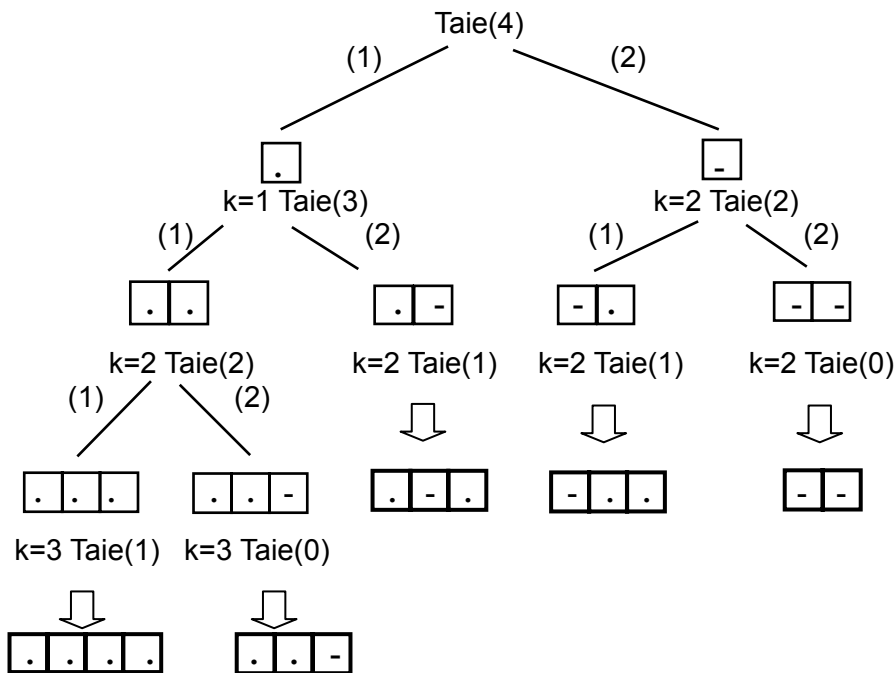 Taie(4)
(1) (2)
. -
k=1 Taie(3) k=2 Taie(2)
(1) (2) (1) (2)
. . . - - . - -
k=2 Taie(2) k=2 Taie(1) k=2 Taie(1) k=2 Taie(0)
(1) (2)
. . . . . - . - . - . . - -
k=3 Taie(1) k=3 Taie(0)
. . . . . . -